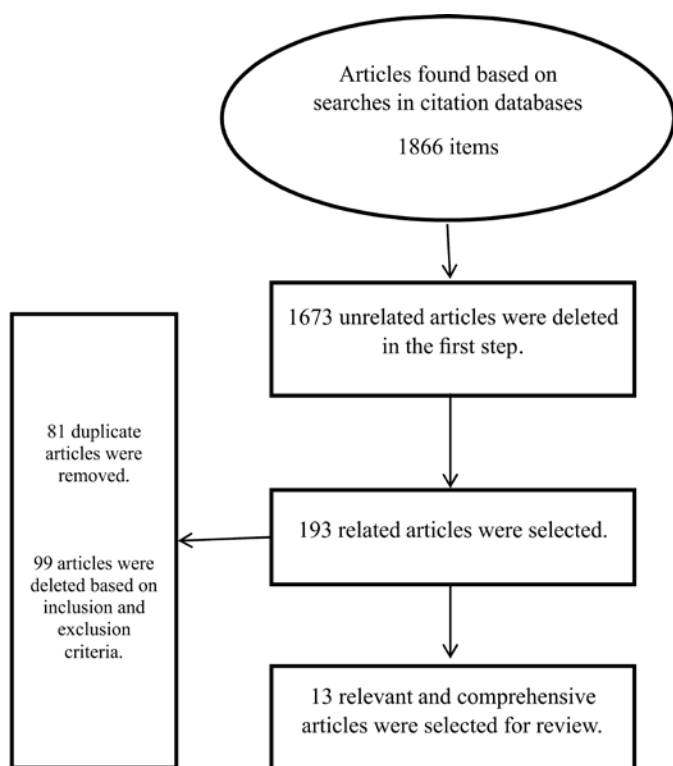 Articles found based on
searches in citation databases
1866 items
1673 unrelated articles were deleted
in the first step.
193 related articles were selected.
81 duplicate
articles were
removed.
99 articles were
deleted based on
inclusion and
exclusion
criteria.
13 relevant and comprehensive
articles were selected for review.